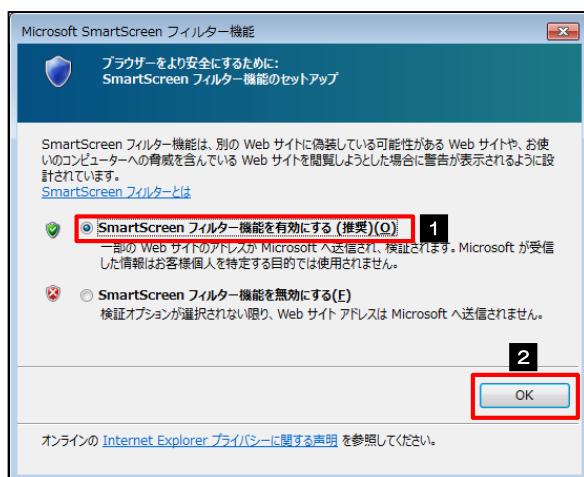 Microsoft SmartScreen フィルター機能
ブラウザーをより安全にするために:
SmartScreen フィルター機能のセットアップ
SmartScreen フィルター機能は、別の Web サイトに偽装している可能性がある Web サイトや、お使
いのコンピューターへの脅威を含んでいる Web サイトを閲覧しようとした場合に警告が表示されるように設
計されています。
SmartScreen フィルターとは
SmartScreen フィルター機能を有効にする (推奨)(O)
1
一部の Web サイトのアドレスが Microsoft へ送信され、検証されます。Microsoft が受信
した情報はお客様個人を特定する目的では使用されません。
SmartScreen フィルター機能を無効にする(F)
検証オプションが選択されない限り、Web サイト アドレスは Microsoft へ送信されません。
2
OK
オンラインの Internet Explorer プライバシーに関する声明 を参照してください。